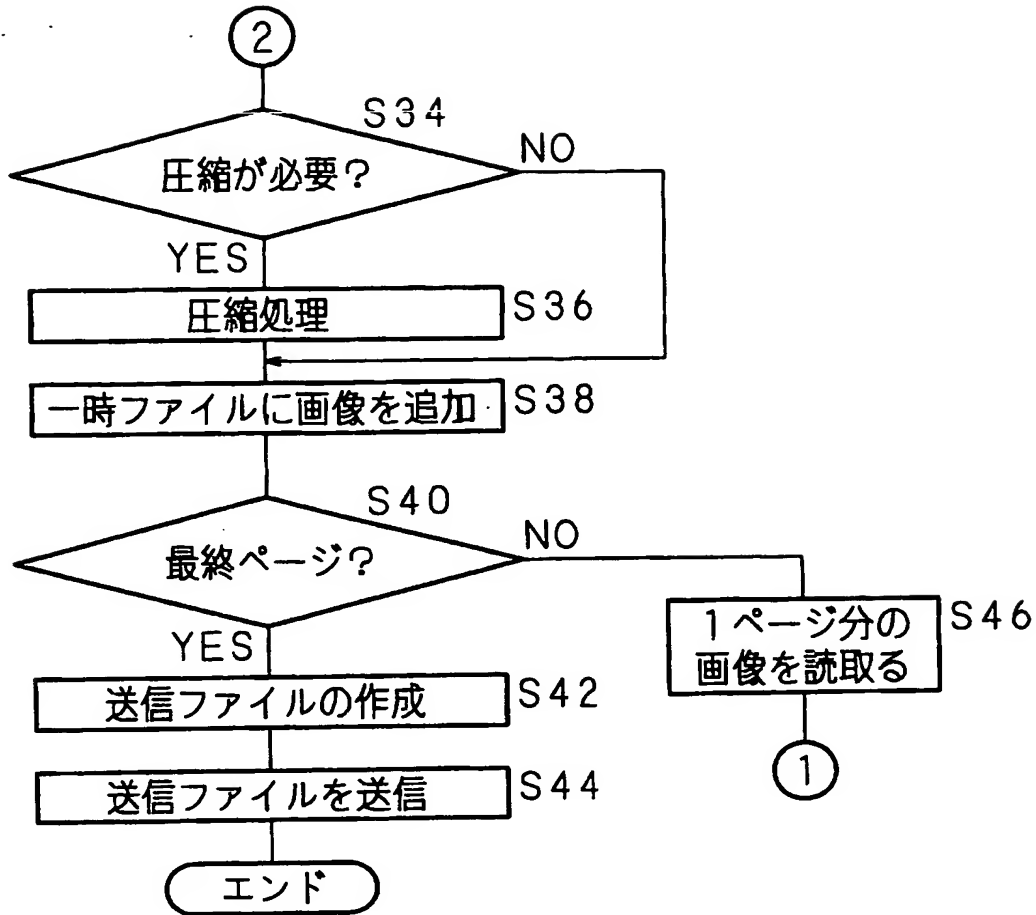 2
S34
圧縮が必要？
NO
YES
圧縮処理
S36
一時ファイルに画像を追加
S38
S40
最終ページ？
NO
YES
1ページ分の
画像を読取る
S46
送信ファイルの作成
S42
1
送信ファイルを送信
S44
エンド